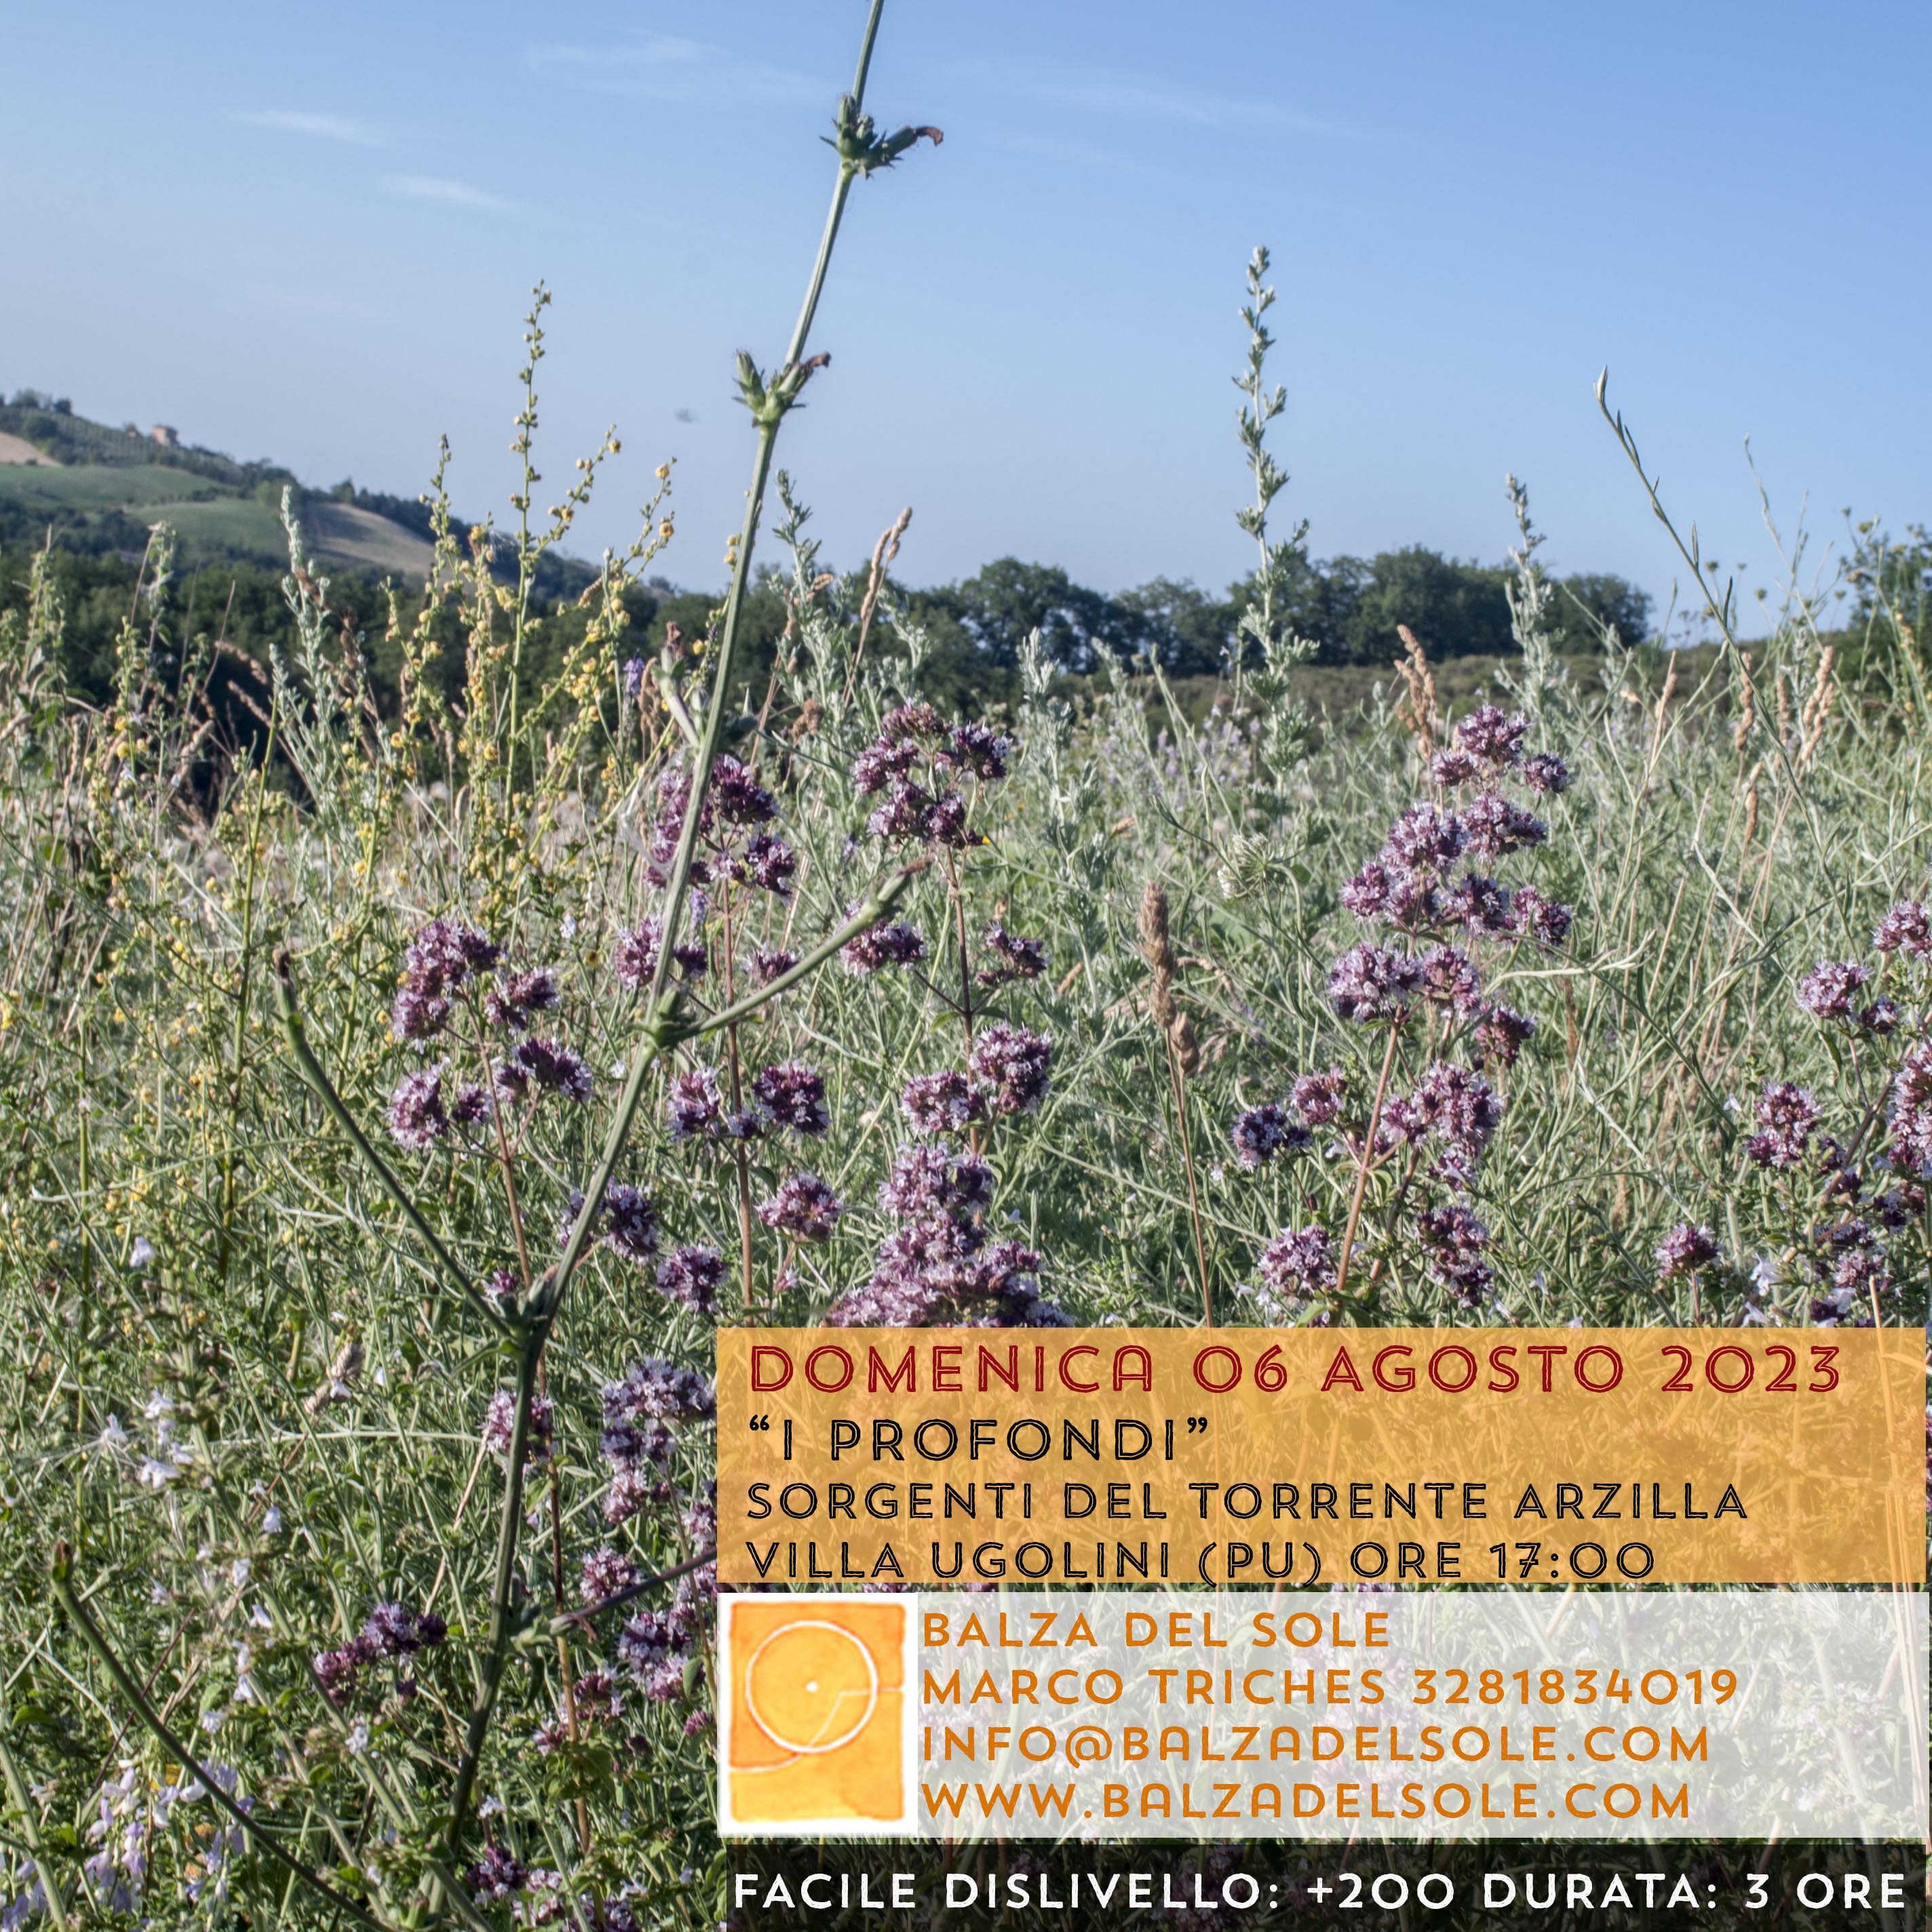 DOMENICA 06 AGOSTO 2023
“I PROFONDI”
SORGENTI DEL TORRENTE ARZILLA
VILLA UGOLINI (PU) ORE 17:00
BALZA DEL SOLE
MARCO TRICHES 3281834019
INFO@BALZADELSOLE.COM
WWW.BALZADELSOLE.COM
FACILE DISLIVELLO: +200 DURATA: 3 ORE